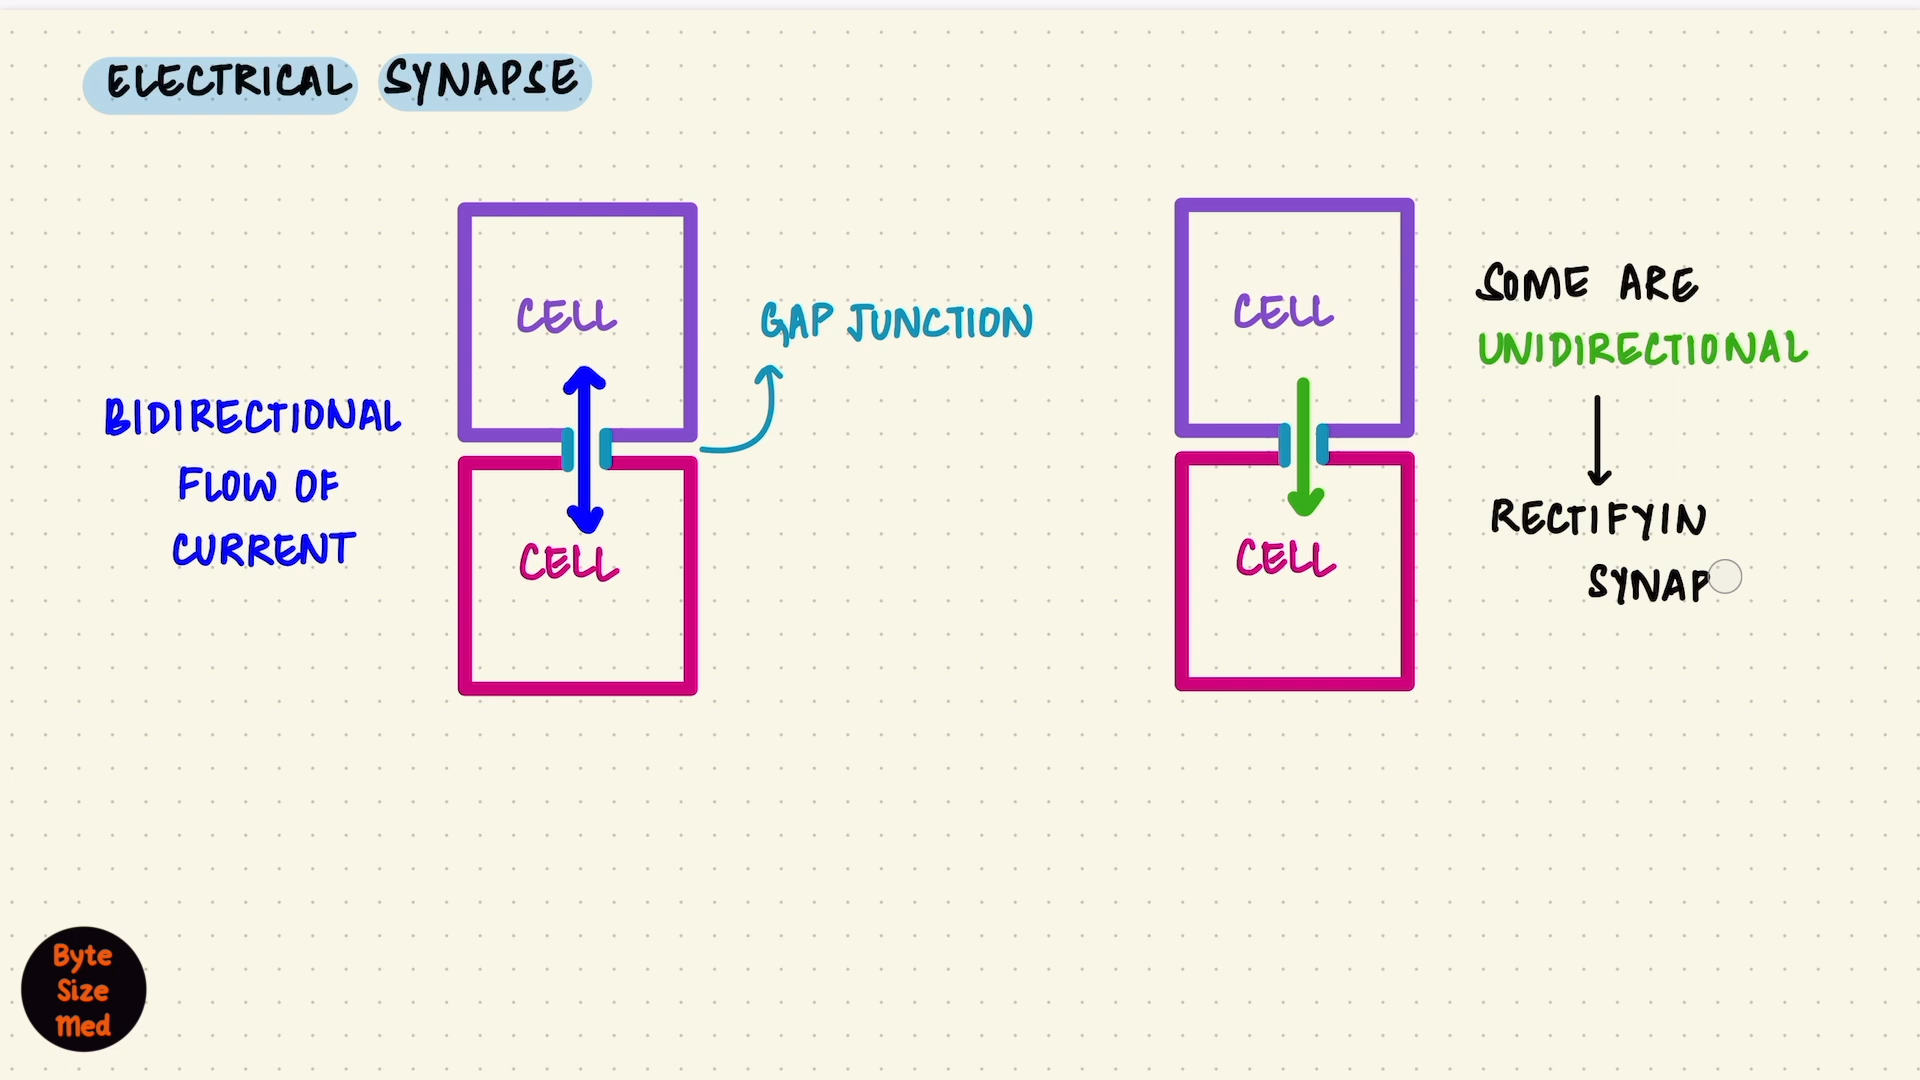 ELECTRICAL SYNAPSE
CELL
GAP JUNCTION
BIDIRECTIONAL
FLOW OF
CURRENT
CELL
CELL
SOME ARE
UNIDIRECTIONAL
RECTIFYIN
SYNAP
CELL
Byte
Size
Med